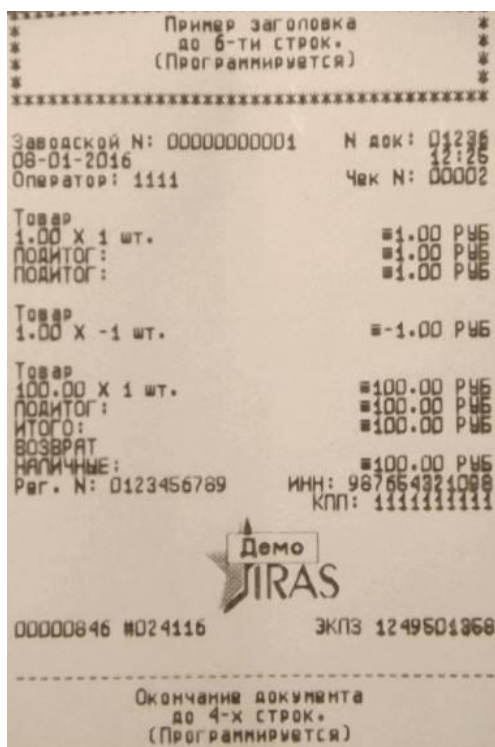 Пример заголовка
до 6-ти строк.
(Программируется)
Заводской N: 00000000001 N док: 01236
08-01-2016 12:26
Оператор: 1111 Чек N: 00002
Товар
1.00 X 1 шт. ≡1.00 РУБ
ПОДИТОГ: ≡1.00 РУБ
ПОДИТОГ: ≡1.00 РУБ
Товар
1.00 X -1 шт. ≡-1.00 РУБ
Товар
100.00 X 1 шт. ≡100.00 РУБ
ПОДИТОГ: ≡100.00 РУБ
ИТОГО: ≡100.00 РУБ
ВОЗВРАТ
НАЛИЧНЫЕ: ≡100.00 РУБ
Рег. N: 0123456789 ИНН: 987654321098
КПП: 1111111111
Демо
JIRAS
00000846 #024116 ЭКЛЗ 1249501368
Окончание документа
до 4-х строк.
(Программируется)